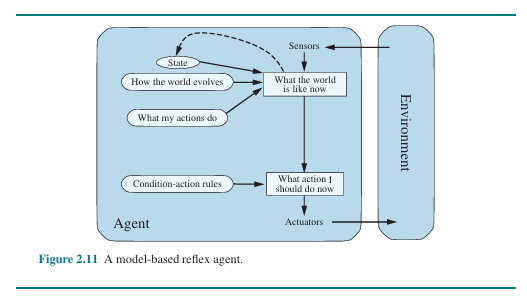 Sensors
State
How the world evolves
What the world
is like now
What my actions do
Environment
Condition-action rules
What action I
should do now
Agent
Actuators
Figure 2.11 A model-based reflex agent.